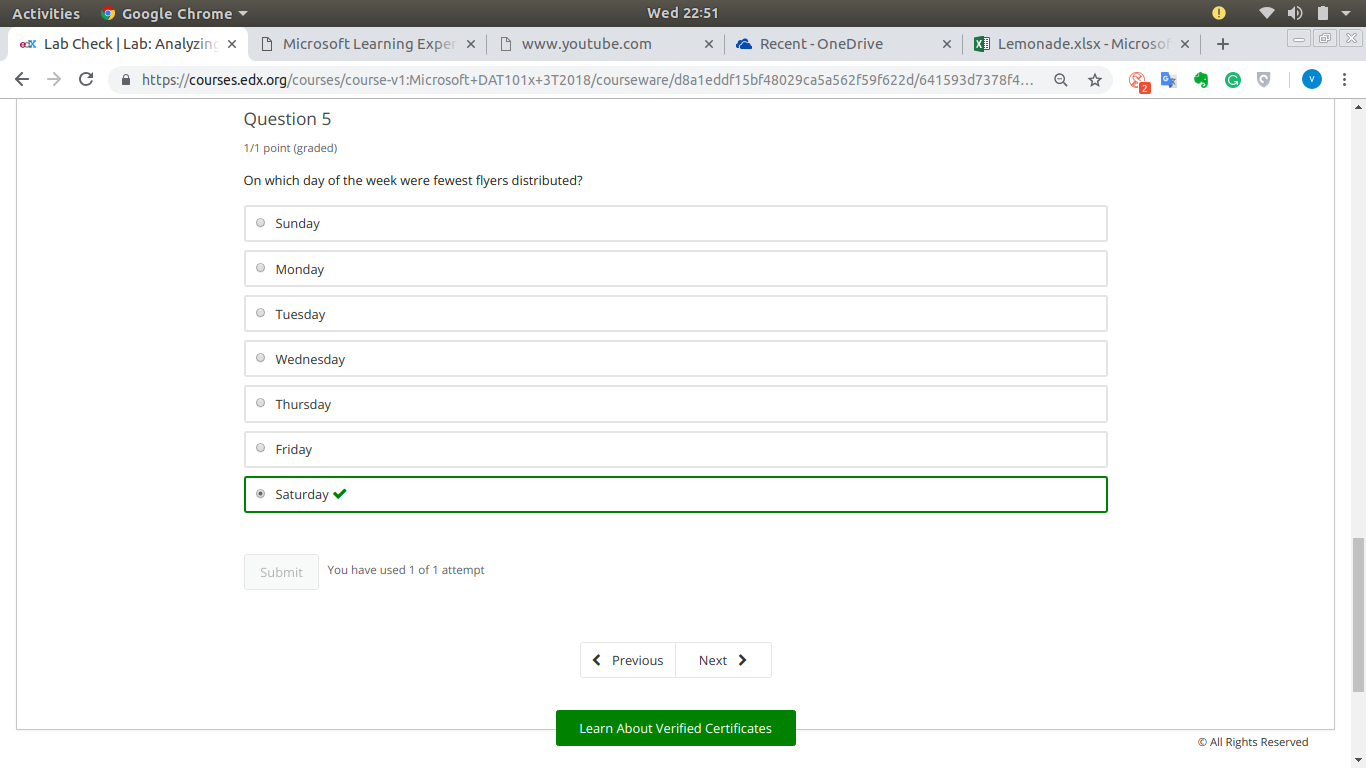 Activities Google Chrome Wed 22:51
edX Lab Check | Lab: Analyzing Microsoft Learning Exper www.youtube.com Recent - OneDrive Lemonade.xlsx - Microsof
https://courses.edx.org/courses/course-v1:Microsoft+DAT101x+3T2018/courseware/d8a1eddf15bf48029ca5a562f59f622d/641593d7378f4... 2 V
Question 5
1/1 point (graded)
On which day of the week were fewest flyers distributed?
Sunday
Monday
Tuesday
Wednesday
Thursday
Friday
Saturday
Submit You have used 1 of 1 attempt
Previous Next
Learn About Verified Certificates
© All Rights Reserved